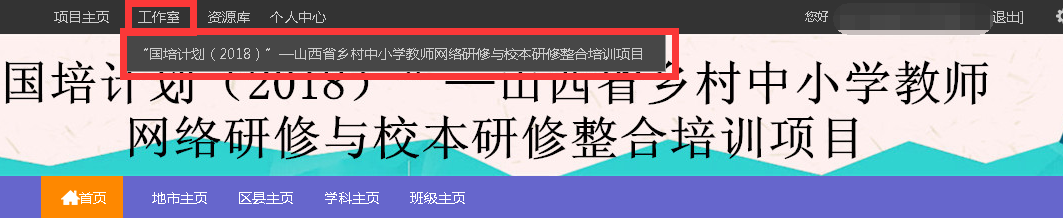 项目主页 工作室 资源库 个人中心 您好 退出]
“国培计划（2018）”—山西省乡村中小学教师网络研修与校本研修整合培训项目
国培计划（2018）”—山西省乡村中小学教师
网络研修与校本研修整合培训项目
首页 地市主页 区县主页 学科主页 班级主页